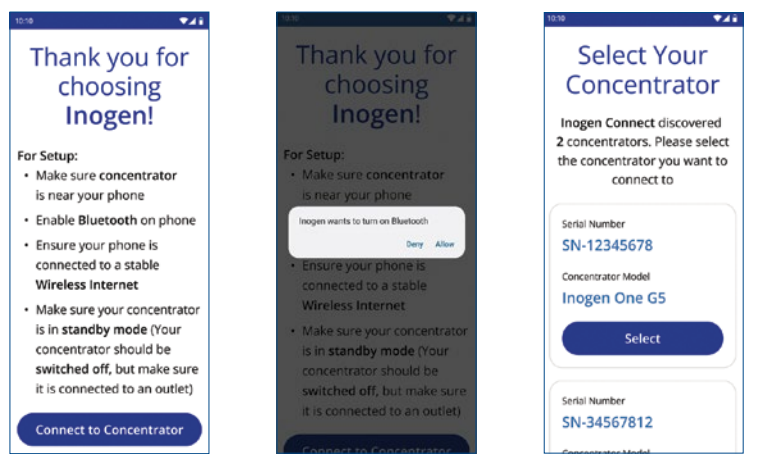 10:10
Thank you for
choosing
Inogen!
For Setup:
• Make sure concentrator
is near your phone
• Enable Bluetooth on phone
• Ensure your phone is
connected to a stable
Wireless Internet
• Make sure your concentrator
is in standby mode (Your
concentrator should be
switched off, but make sure
it is connected to an outlet)
Connect to Concentrator
10:10
Thank you for
choosing
Inogen!
For Setup:
• Make sure concentrator
is near your phone
Inogen wants to turn on Bluetooth
Deny Allow
• Ensure your phone is
connected to a stable
Wireless Internet
• Make sure your concentrator
is in standby mode (Your
concentrator should be
switched off, but make sure
it is connected to an outlet)
Connect to Concentrator
10:10
Select Your
Concentrator
Inogen Connect discovered
2 concentrators. Please select
the concentrator you want to
connect to
Serial Number
SN-12345678
Concentrator Model
Inogen One G5
Select
Serial Number
SN-34567812
Concentrator Model